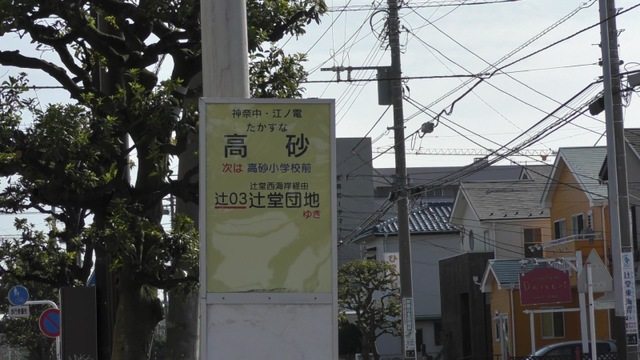 神奈中・江ノ電
たかすな
高砂
次は 高砂小学校前
辻堂西海岸経由
辻03辻堂団地
ゆき